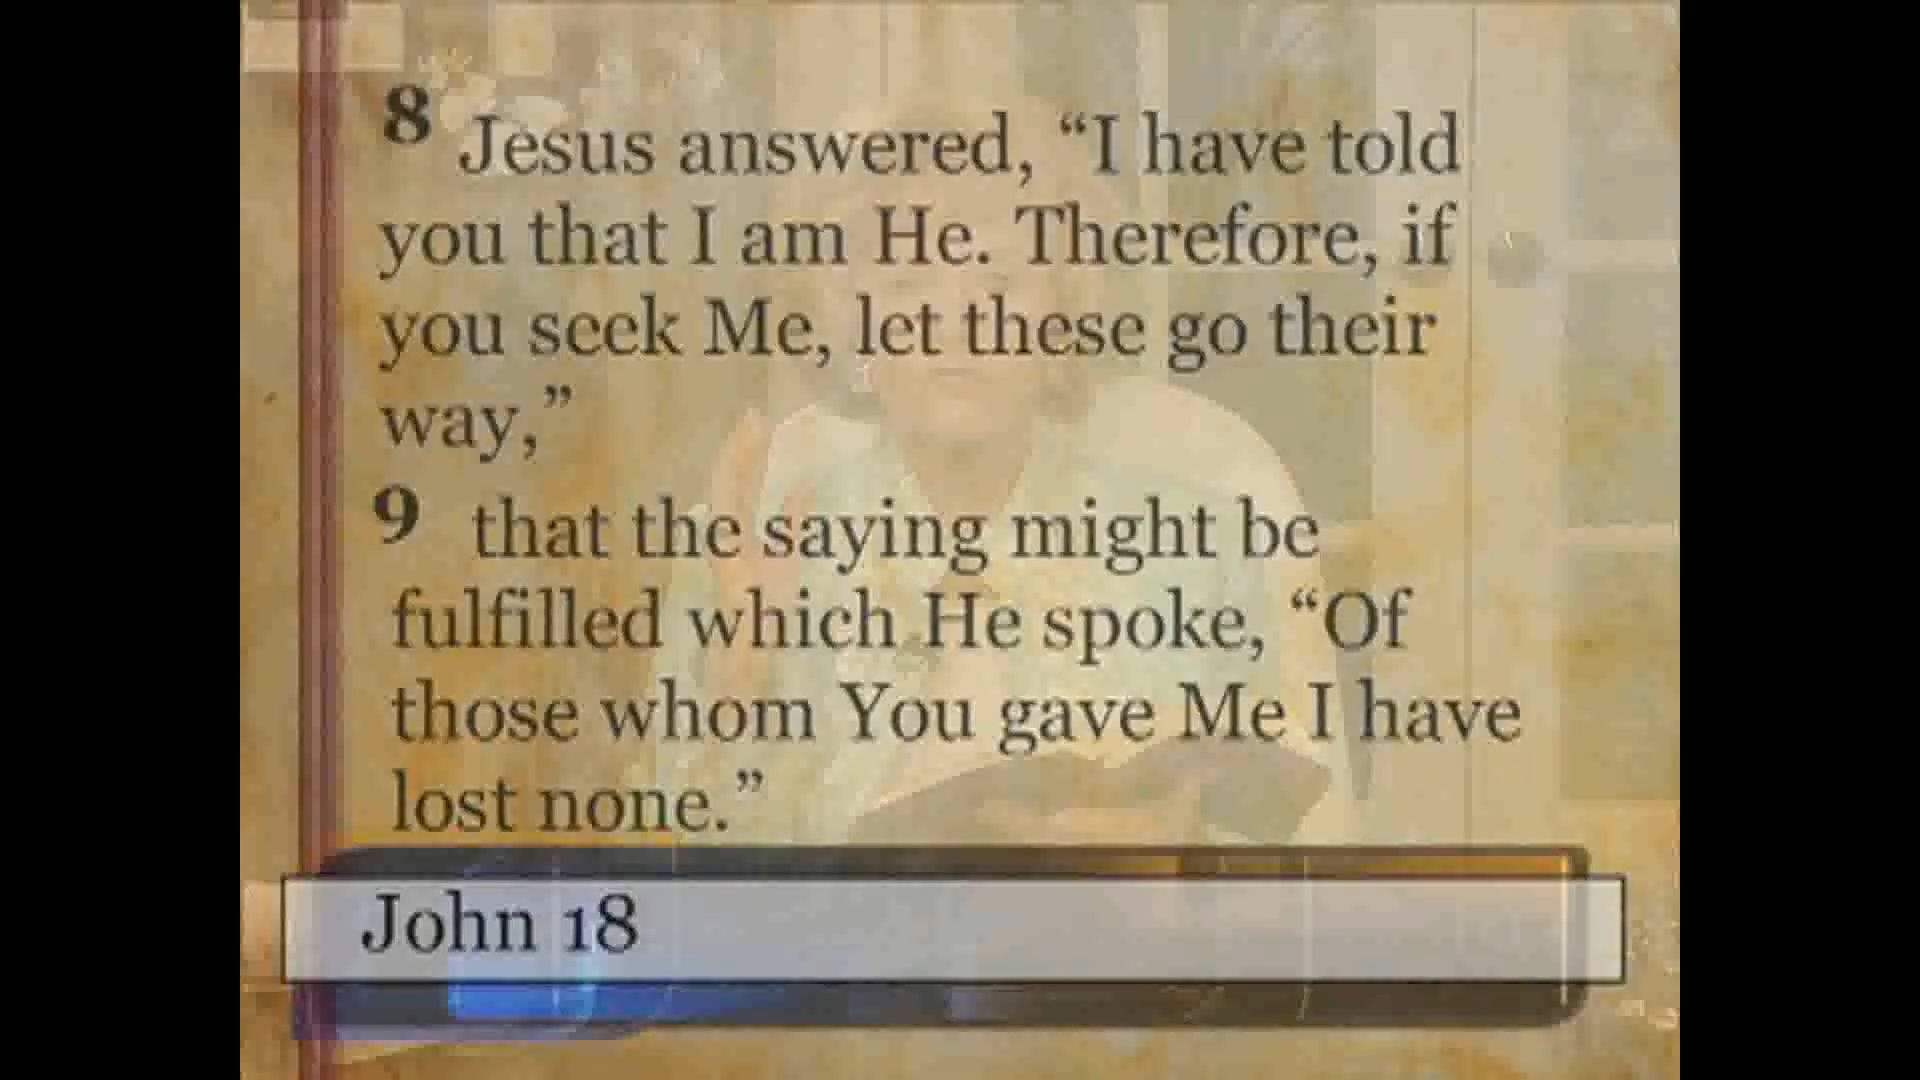 8 Jesus answered, “I have told
you that I am He. Therefore, if
you seek Me, let these go their
way,”
9 that the saying might be
fulfilled which He spoke, “Of
those whom You gave Me I have
lost none.”
John 18